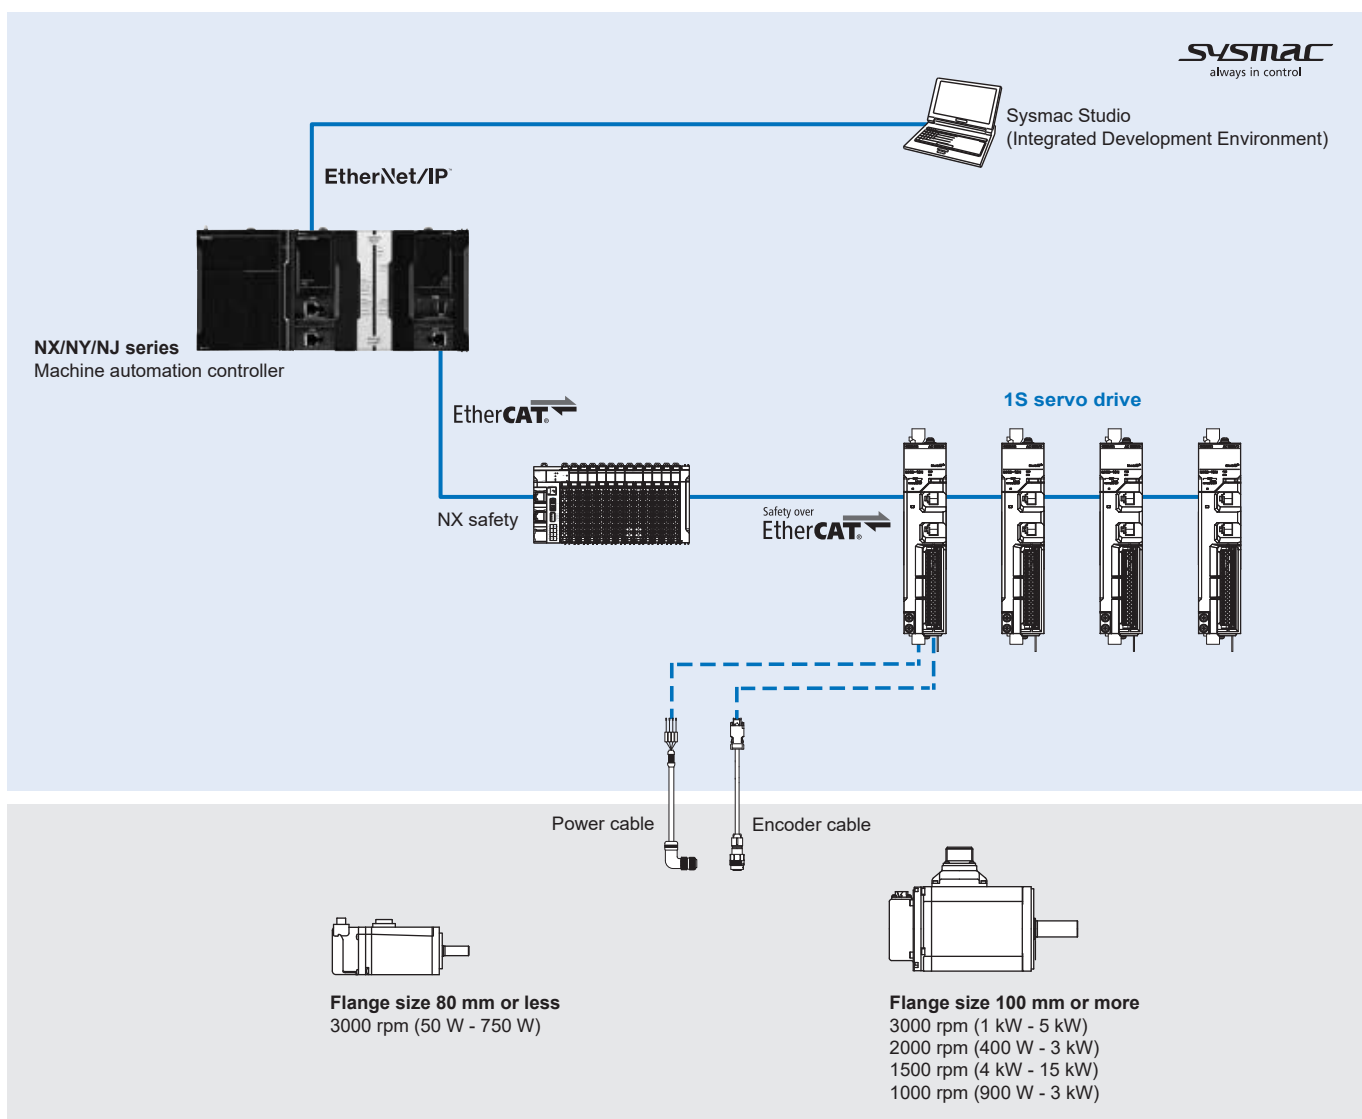 sysmac
always in control
Sysmac Studio
(Integrated Development Environment)
EtherNet/IP™
NX/NY/NJ series
Machine automation controller
EtherCAT®
1S servo drive
NX safety
Safety over
EtherCAT®
Power cable
Encoder cable
Flange size 80 mm or less
3000 rpm (50 W - 750 W)
Flange size 100 mm or more
3000 rpm (1 kW - 5 kW)
2000 rpm (400 W - 3 kW)
1500 rpm (4 kW - 15 kW)
1000 rpm (900 W - 3 kW)